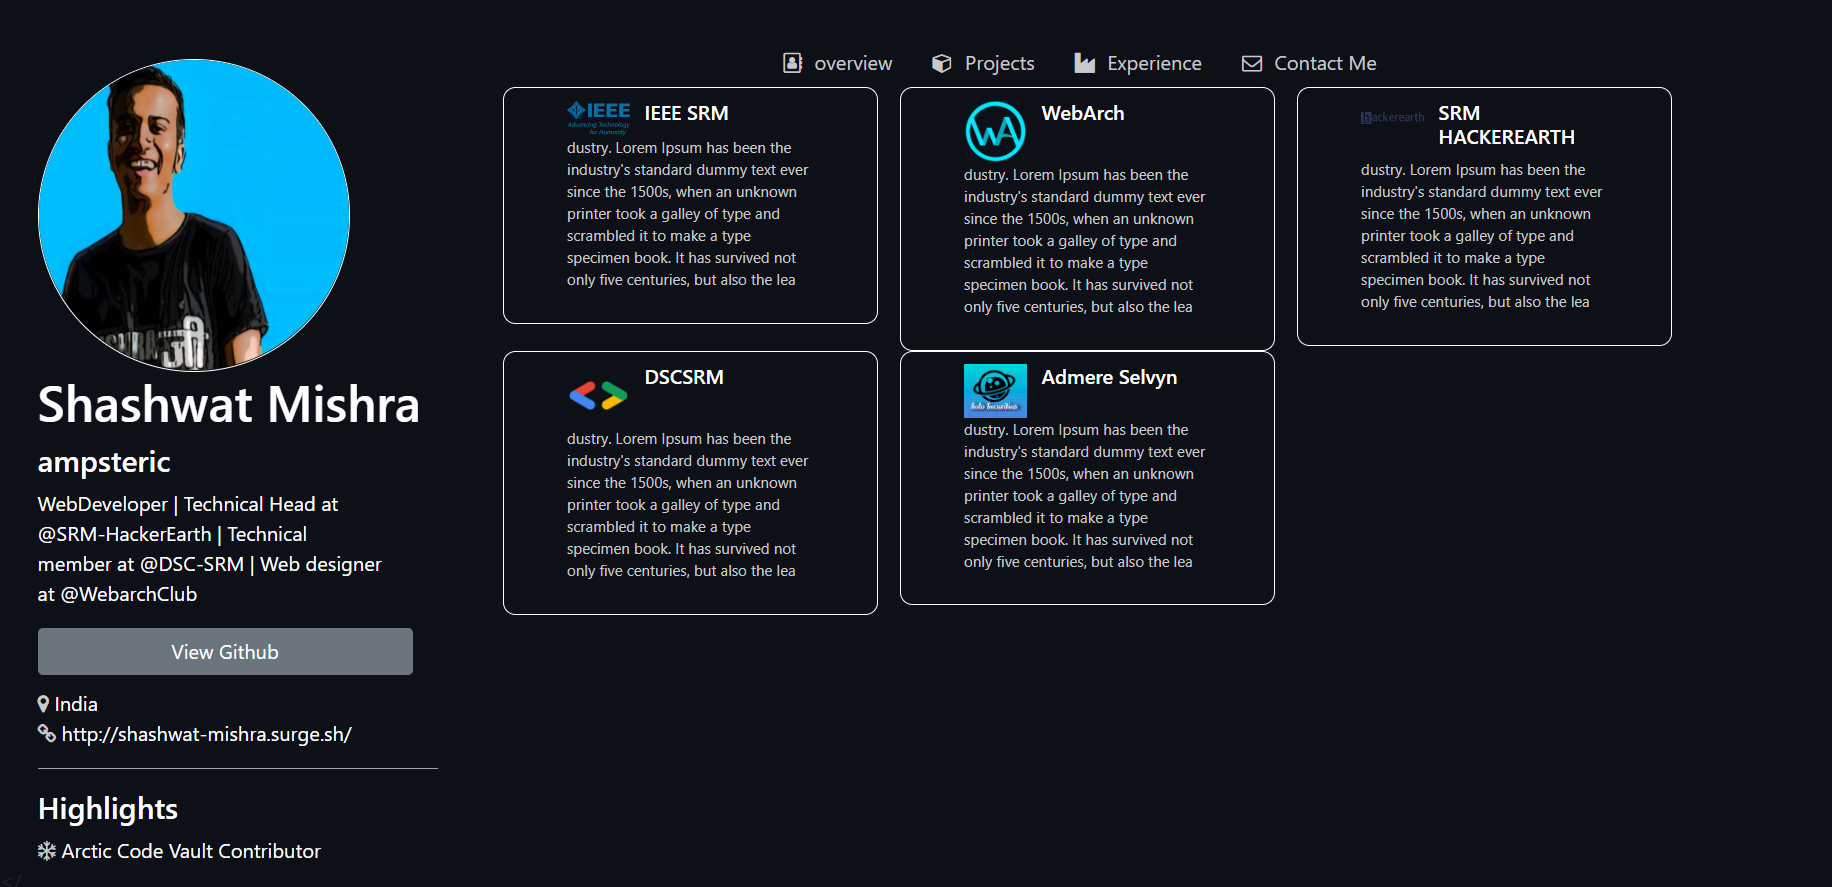 overview
Projects
Experience
Contact Me
Shashwat Mishra
ampsteric
WebDeveloper | Technical Head at
@SRM-HackerEarth | Technical
member at @DSC-SRM | Web designer
at @WebarchClub
View Github
India
http://shashwat-mishra.surge.sh/
Highlights
Arctic Code Vault Contributor
</
IEEE
Advancing Technology
for Humanity
IEEE SRM
dustry. Lorem Ipsum has been the
industry's standard dummy text ever
since the 1500s, when an unknown
printer took a galley of type and
scrambled it to make a type
specimen book. It has survived not
only five centuries, but also the lea
WA
WebArch
dustry. Lorem Ipsum has been the
industry's standard dummy text ever
since the 1500s, when an unknown
printer took a galley of type and
scrambled it to make a type
specimen book. It has survived not
only five centuries, but also the lea
hackerearth
SRM
HACKEREARTH
dustry. Lorem Ipsum has been the
industry's standard dummy text ever
since the 1500s, when an unknown
printer took a galley of type and
scrambled it to make a type
specimen book. It has survived not
only five centuries, but also the lea
DSCSRM
dustry. Lorem Ipsum has been the
industry's standard dummy text ever
since the 1500s, when an unknown
printer took a galley of type and
scrambled it to make a type
specimen book. It has survived not
only five centuries, but also the lea
Admere Selvyn
dustry. Lorem Ipsum has been the
industry's standard dummy text ever
since the 1500s, when an unknown
printer took a galley of type and
scrambled it to make a type
specimen book. It has survived not
only five centuries, but also the lea